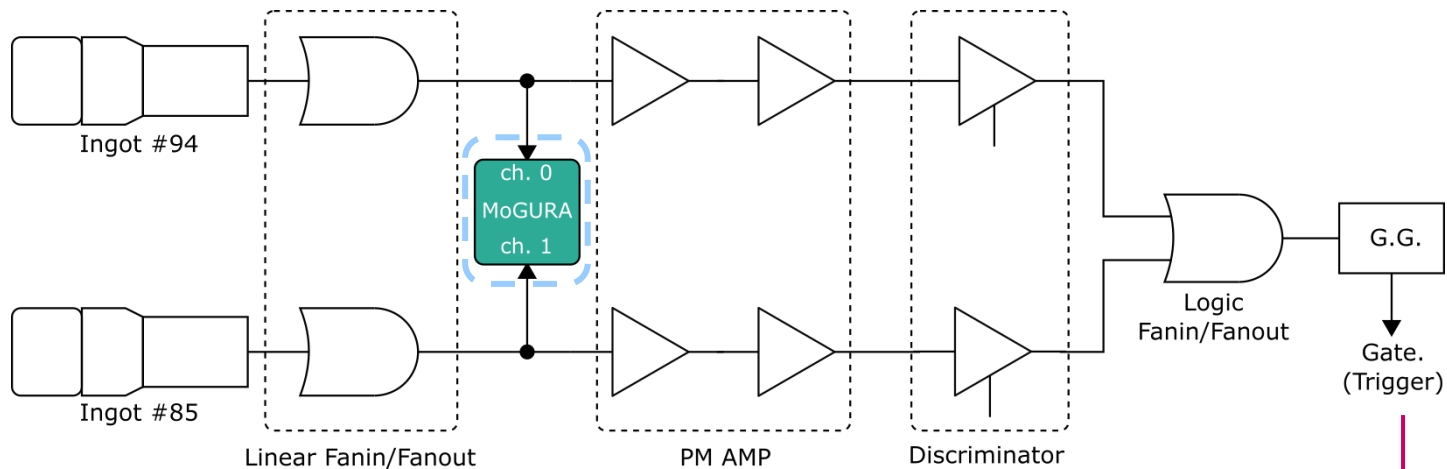 Ingot #94
ch. 0
MoGURA
ch. 1
G.G.
Logic
Fanin/Fanout
Gate.
(Trigger)
Ingot #85
Linear Fanin/Fanout
PM AMP
Discriminator